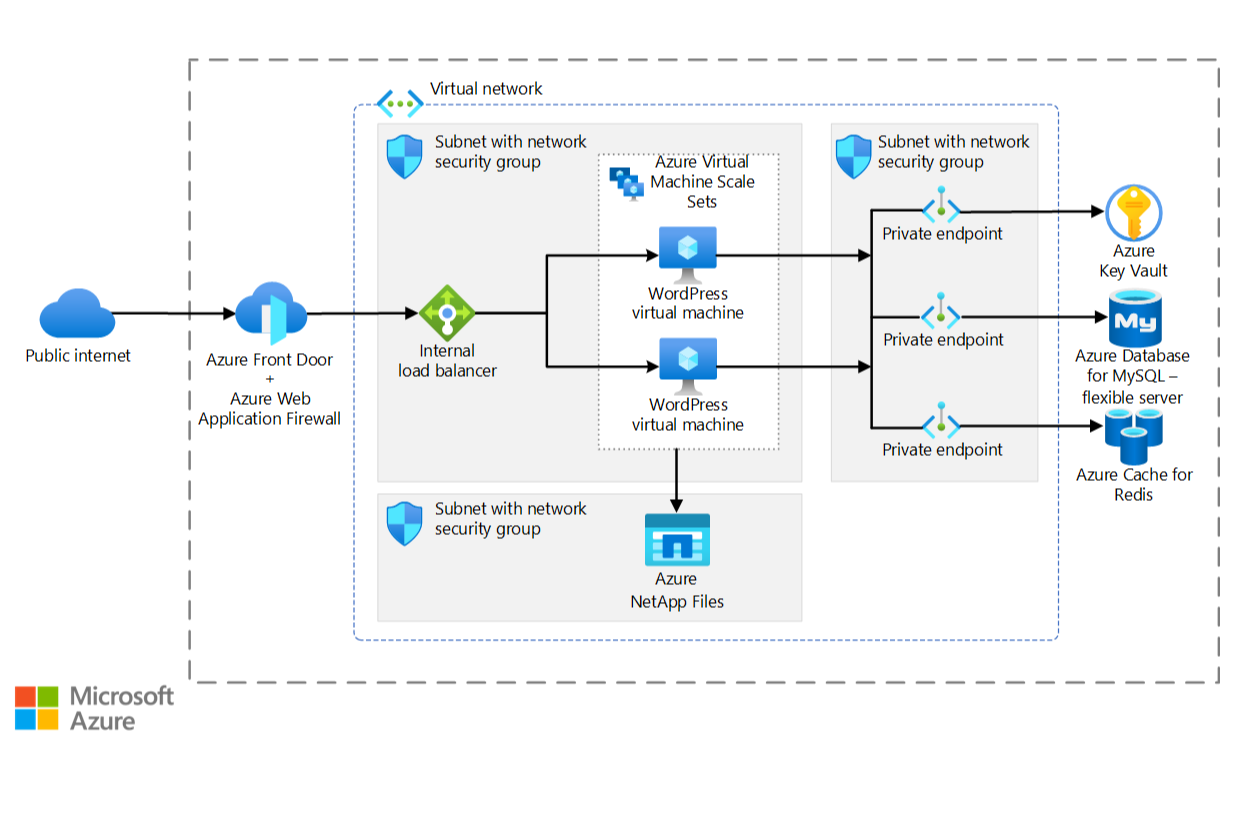 Virtual network
Subnet with network
security group
Azure Virtual
Machine Scale
Sets
Subnet with network
security group
Private endpoint
Azure
Key Vault
WordPress
virtual machine
Public internet
Azure Front Door
+
Azure Web
Application Firewall
Internal
load balancer
Private endpoint
My
Azure Database
for MySQL –
flexible server
WordPress
virtual machine
Private endpoint
Azure Cache for
Redis
Subnet with network
security group
Azure
NetApp Files
Microsoft
Azure